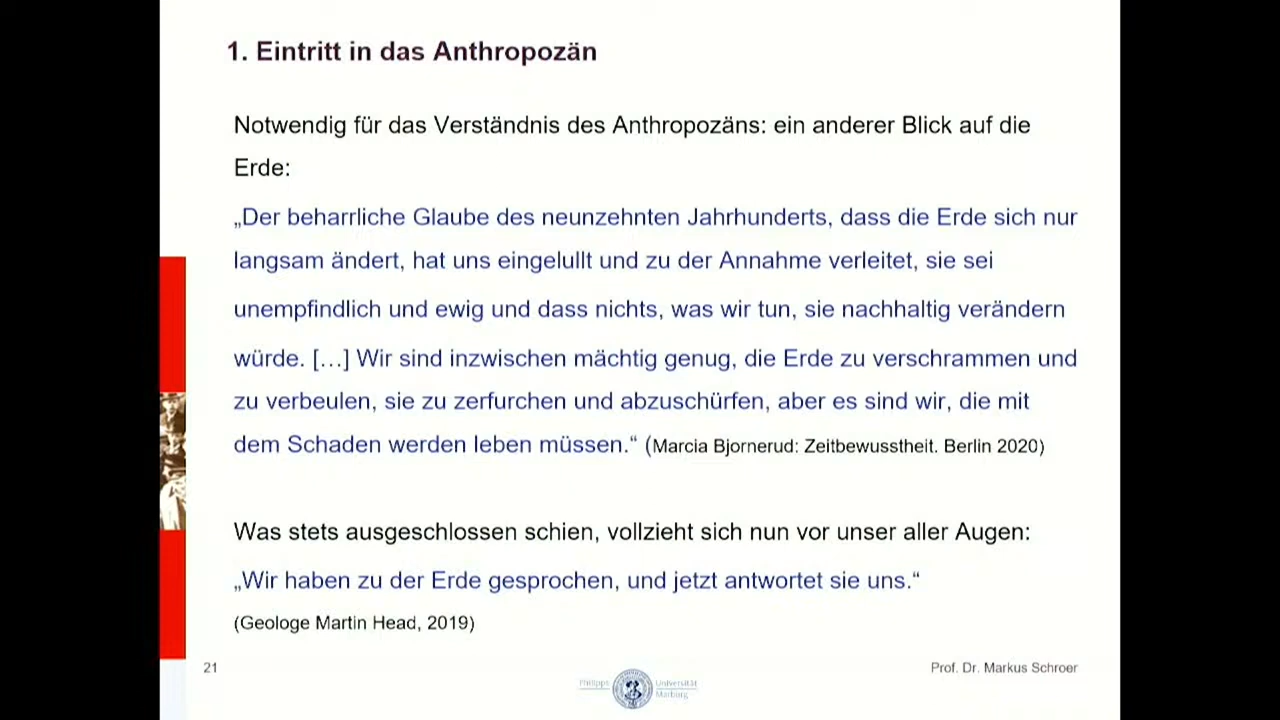 1. Eintritt in das Anthropozän
Notwendig für das Verständnis des Anthropozäns: ein anderer Blick auf die
Erde:
„Der beharrliche Glaube des neunzehnten Jahrhunderts, dass die Erde sich nur
langsam ändert, hat uns eingelullt und zu der Annahme verleitet, sie sei
unempfindlich und ewig und dass nichts, was wir tun, sie nachhaltig verändern
würde. […] Wir sind inzwischen mächtig genug, die Erde zu verschrammen und
zu verbeulen, sie zu zerfurchen und abzuschürfen, aber es sind wir, die mit
dem Schaden werden leben müssen.“ (Marcia Bjornerud: Zeitbewusstheit. Berlin 2020)
Was stets ausgeschlossen schien, vollzieht sich nun vor unser aller Augen:
„Wir haben zu der Erde gesprochen, und jetzt antwortet sie uns.“
(Geologe Martin Head, 2019)
21
Philipps Universität
Marburg
Prof. Dr. Markus Schroer